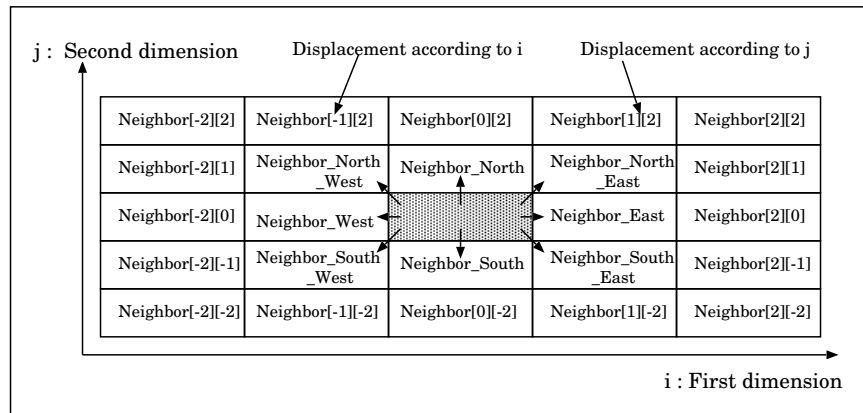 j : Second dimension
Displacement according to i
Displacement according to j
Neighbor[-2][2]
Neighbor[-1][2]
Neighbor[0][2]
Neighbor[1][2]
Neighbor[2][2]
Neighbor[-2][1]
Neighbor_North
_West
Neighbor_North
Neighbor_North
_East
Neighbor[2][1]
Neighbor[-2][0]
Neighbor_West
Neighbor_East
Neighbor[2][0]
Neighbor[-2][-1]
Neighbor_South
_West
Neighbor_South
Neighbor_South
_East
Neighbor[2][-1]
Neighbor[-2][-2]
Neighbor[-1][-2]
Neighbor[0][-2]
Neighbor[1][-2]
Neighbor[2][-2]
i : First dimension